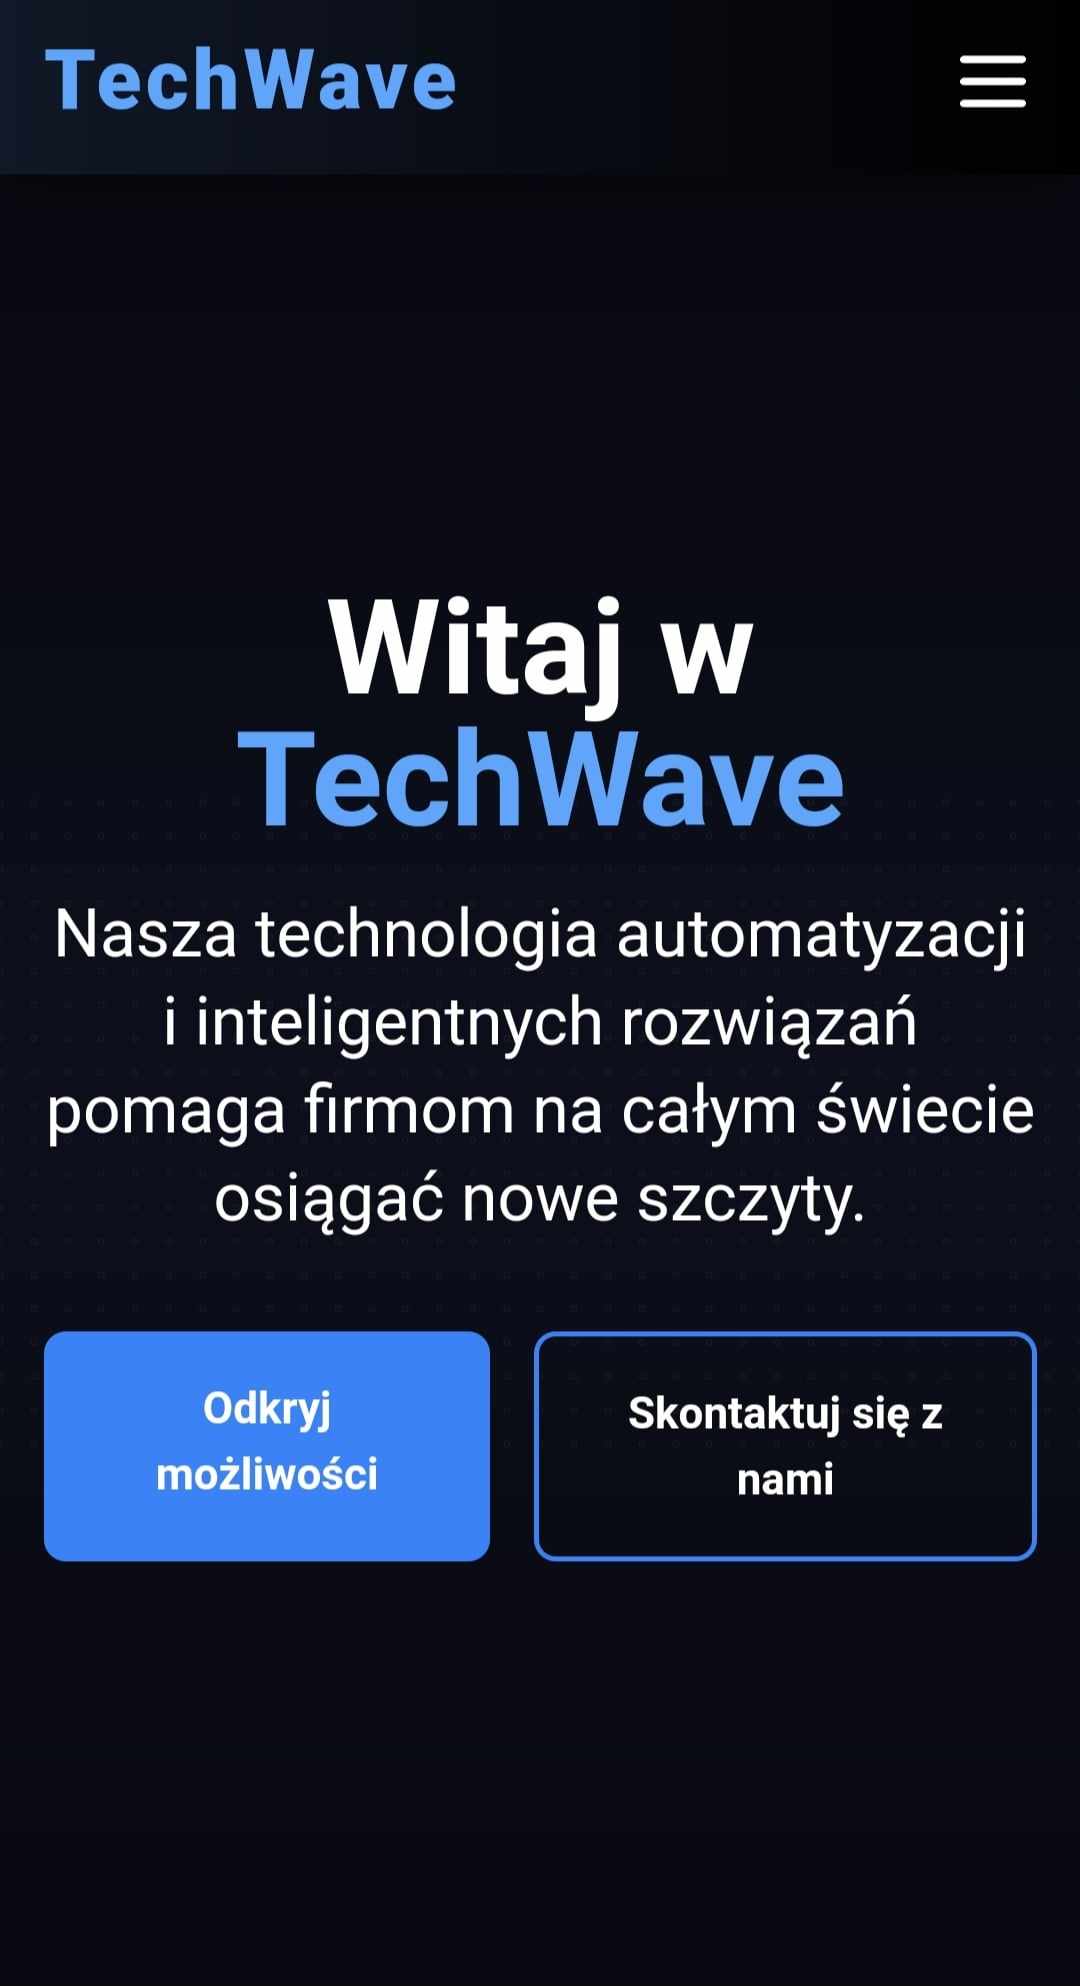 TechWave
Witaj w
TechWave
Nasza technologia automatyzacji
i inteligentnych rozwiązań
pomaga firmom na całym świecie
osiągać nowe szczyty.
Odkryj
możliwości
Skontaktuj się z
nami